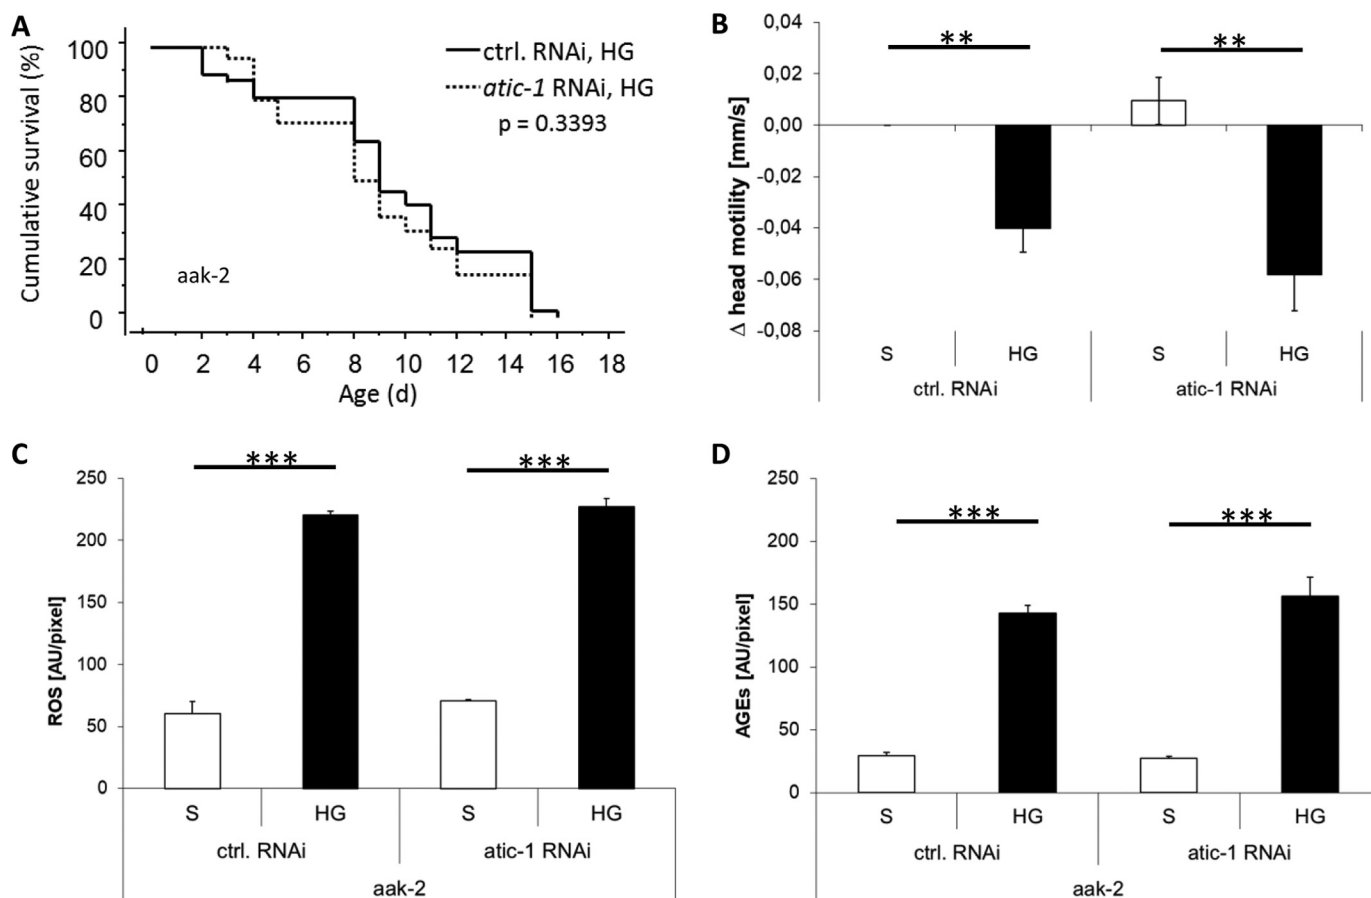 A
100
80
60
40
20
0
Cumulative survival (%)
ctrl. RNAi, HG
atic-1 RNAi, HG
p = 0.3393
aak-2
0 2 4 6 8 10 12 14 16 18
Age (d)
B
0,04
0,02
0,00
-0,02
-0,04
-0,06
-0,08
Δ head motility [mm/s]
** **
S HG S HG
ctrl. RNAi atic-1 RNAi
C
250
200
150
100
50
0
ROS [AU/pixel]
*** ***
S HG S HG
ctrl. RNAi atic-1 RNAi
aak-2
D
250
200
150
100
50
0
AGEs [AU/pixel]
*** ***
S HG S HG
ctrl. RNAi atic-1 RNAi
aak-2